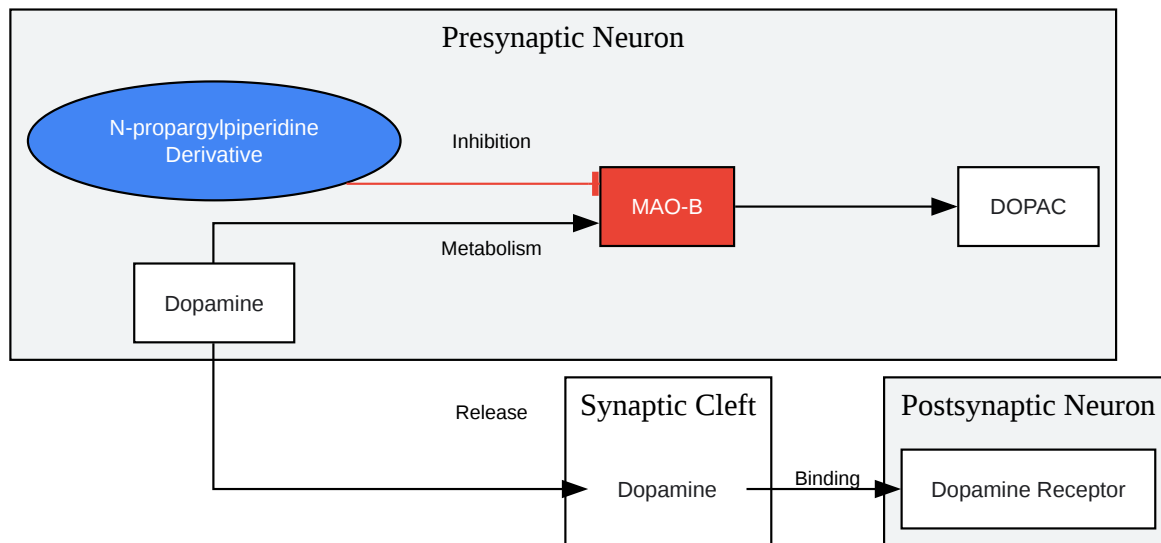 Presynaptic Neuron
N-propargylpiperidine
Derivative
Inhibition
MAO-B
DOPAC
Metabolism
Dopamine
Release
Synaptic Cleft
Dopamine
Binding
Postsynaptic Neuron
Dopamine Receptor